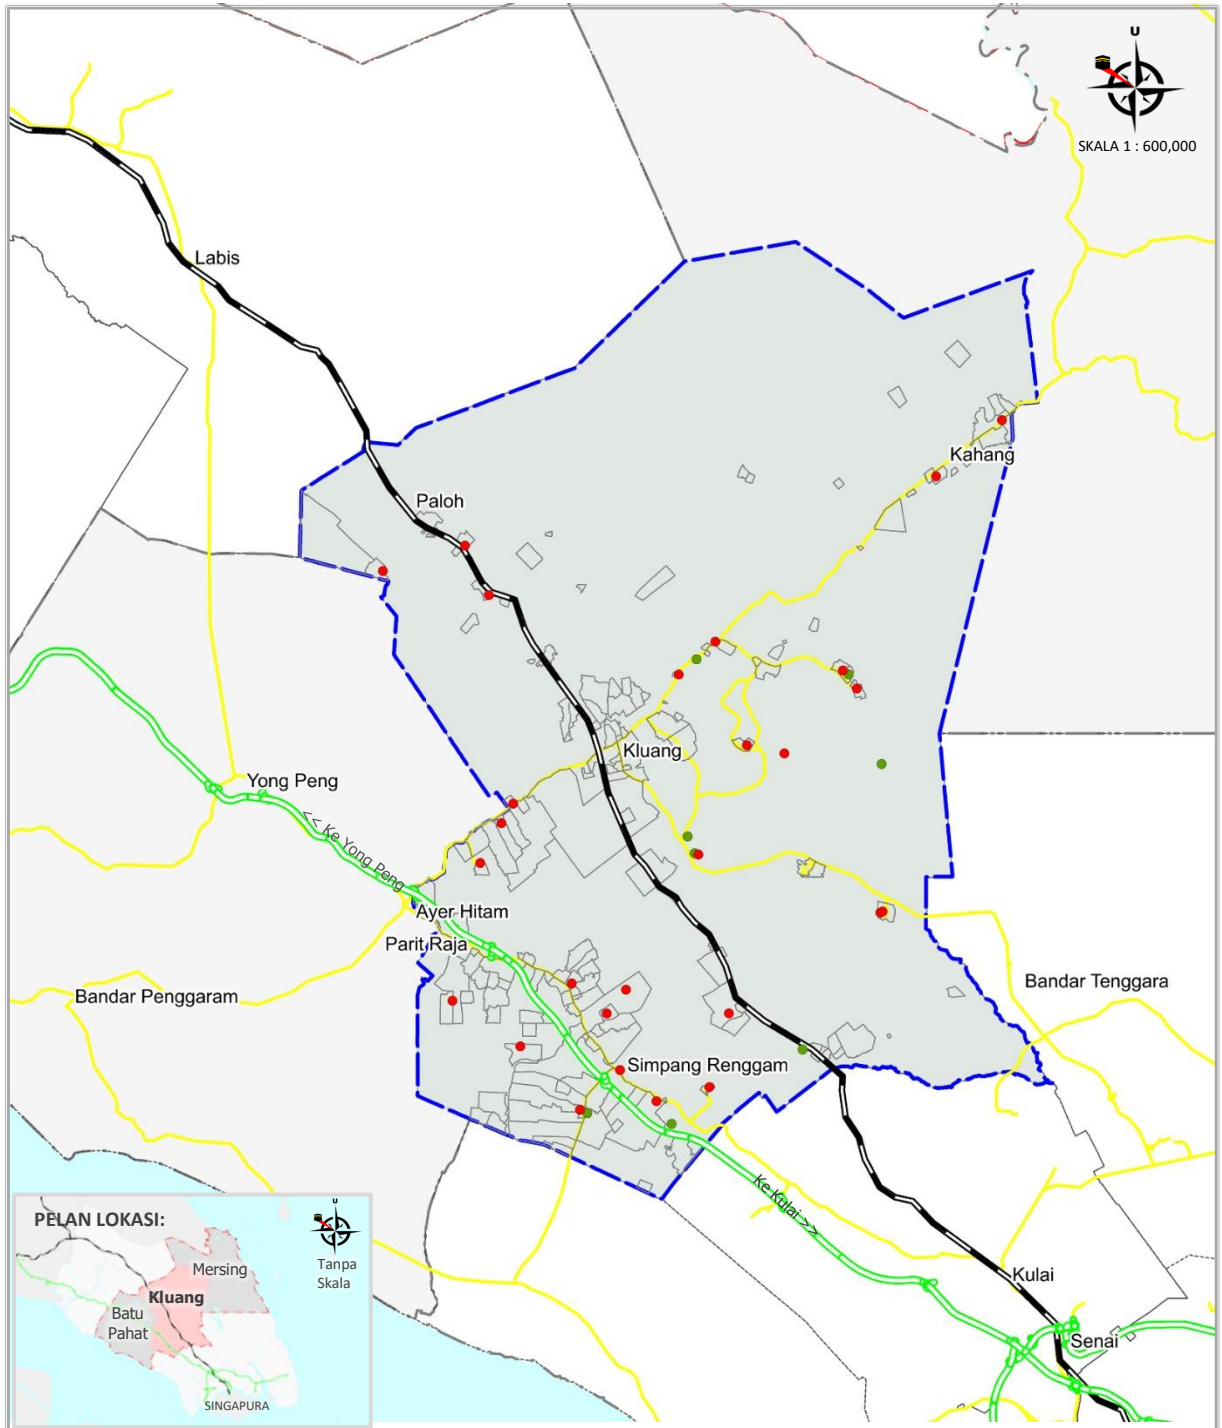 U
SKALA 1 : 600,000
Labis
Kahang
Paloh
Kluang
Yong Peng
<< Ke Yong Peng
Ayer Hitam
Parit Raja
Bandar Penggaram
Bandar Tenggara
Simpang Renggam
Ke Kulai >>
Kulai
Senai
PELAN LOKASI:
U
Tanpa
Skala
Mersing
Kluang
Batu
Pahat
SINGAPURA